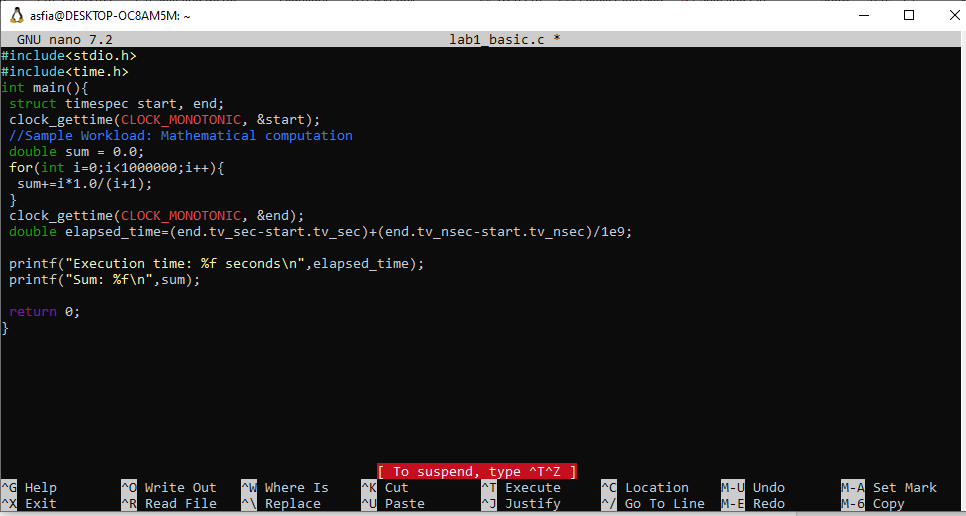 asfia@DESKTOP-OC8AM5M: ~
GNU nano 7.2 lab1_basic.c *
#include<stdio.h>
#include<time.h>
int main(){
 struct timespec start, end;
 clock_gettime(CLOCK_MONOTONIC, &start);
 //Sample Workload: Mathematical computation
 double sum = 0.0;
 for(int i=0;i<1000000;i++){
  sum+=i*1.0/(i+1);
 }
 clock_gettime(CLOCK_MONOTONIC, &end);
 double elapsed_time=(end.tv_sec-start.tv_sec)+(end.tv_nsec-start.tv_nsec)/1e9;
 printf("Execution time: %f seconds\n",elapsed_time);
 printf("Sum: %f\n",sum);
 return 0;
}
[ To suspend, type ^T^Z ]
^G Help ^O Write Out ^W Where Is ^K Cut ^T Execute ^C Location M-U Undo M-A Set Mark
^X Exit ^R Read File ^\ Replace ^U Paste ^J Justify ^/ Go To Line M-E Redo M-6 Copy